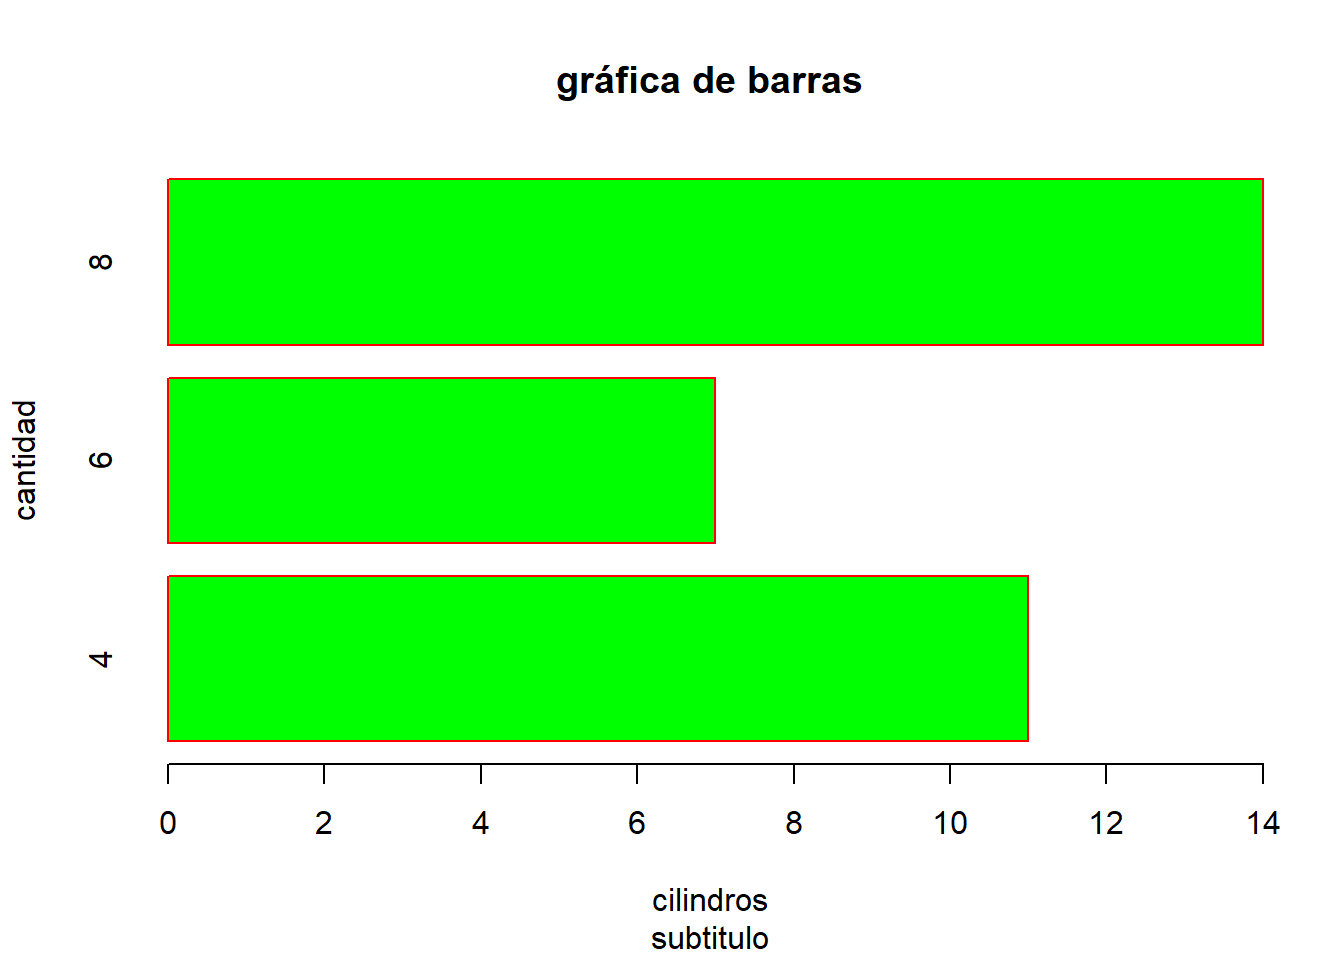 gráfica de barras
8
6
4
cantidad
0 2 4 6 8 10 12 14
cilindros
subtitulo